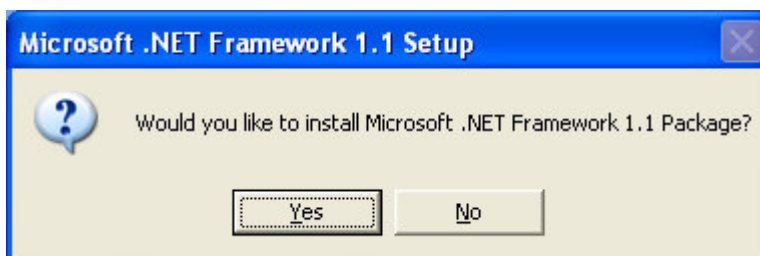 Microsoft .NET Framework 1.1 Setup
Would you like to install Microsoft .NET Framework 1.1 Package?
Yes
No